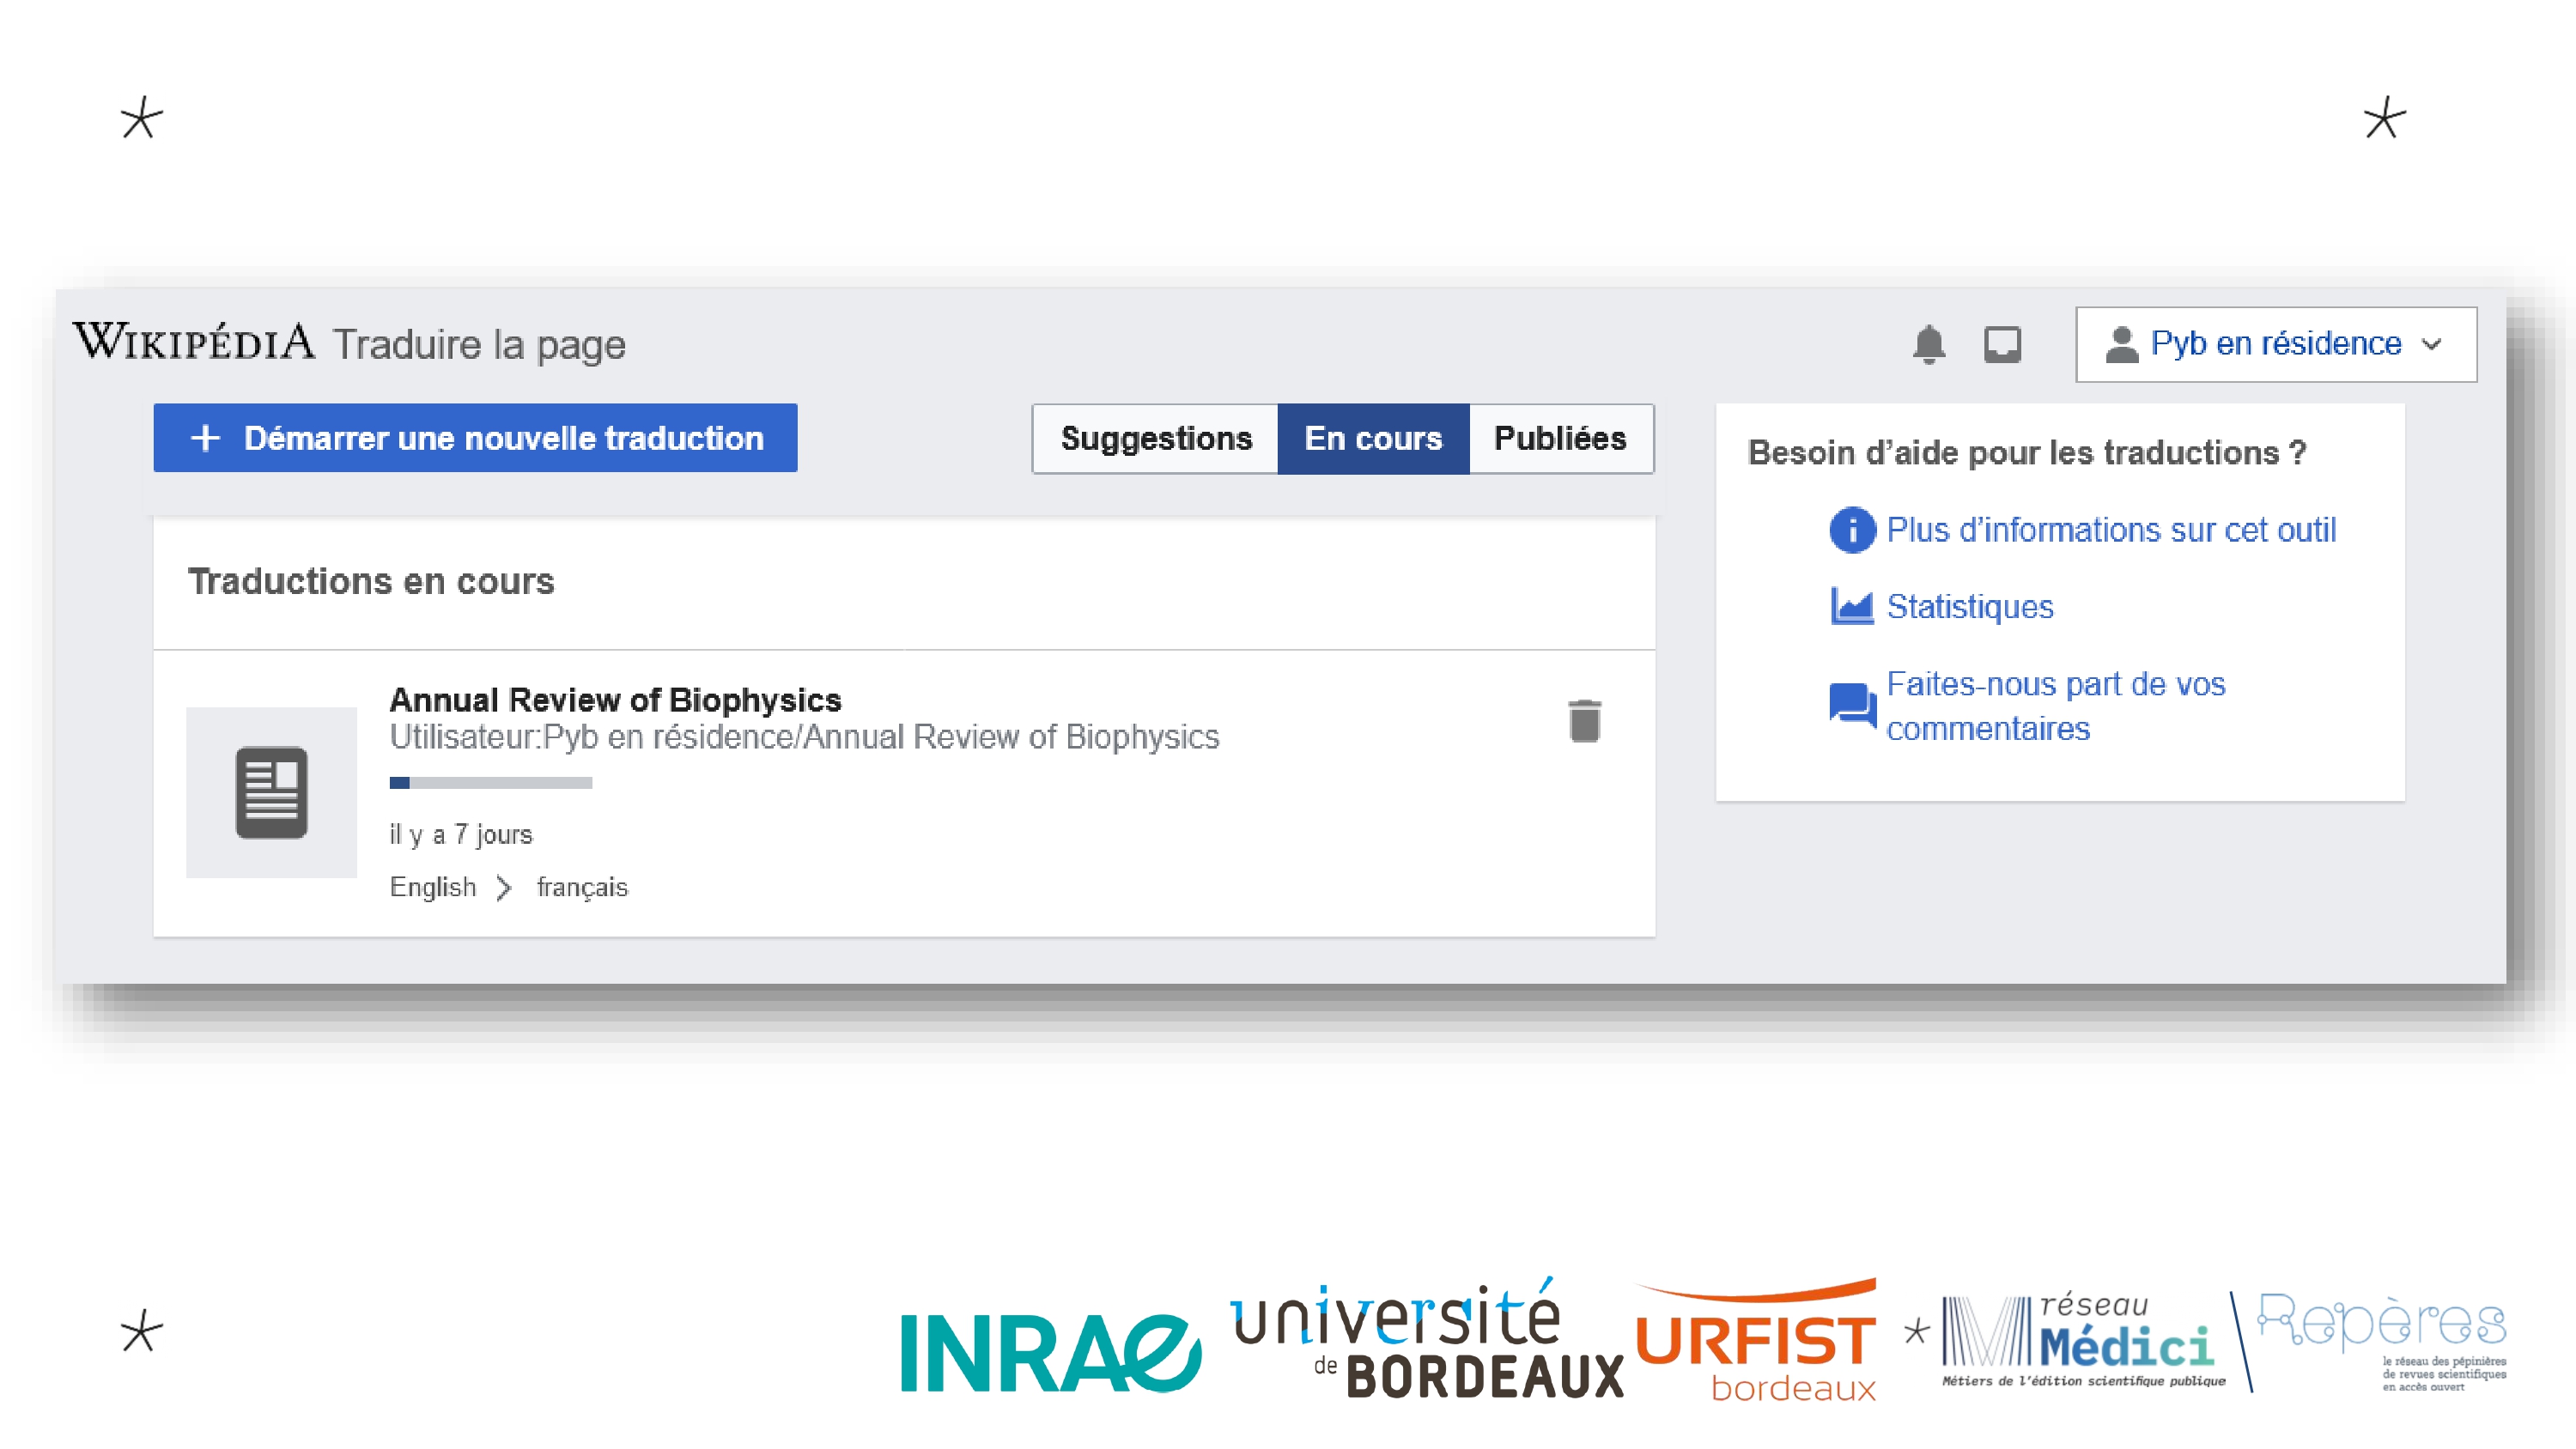 WIKIPÉDIA Traduire la page
Pyb en résidence
+ Démarrer une nouvelle traduction
Suggestions
En cours
Publiées
Traductions en cours
Annual Review of Biophysics
Utilisateur:Pyb en résidence/Annual Review of Biophysics
il y a 7 jours
English > français
Besoin d’aide pour les traductions ?
Plus d’informations sur cet outil
Statistiques
Faites-nous part de vos
commentaires
INRAE
université
de BORDEAUX
URFIST
bordeaux
réseau
Médici
Métiers de l’édition scientifique publique
Repères
le réseau des pépinières
de revues scientifiques
en accès ouvert